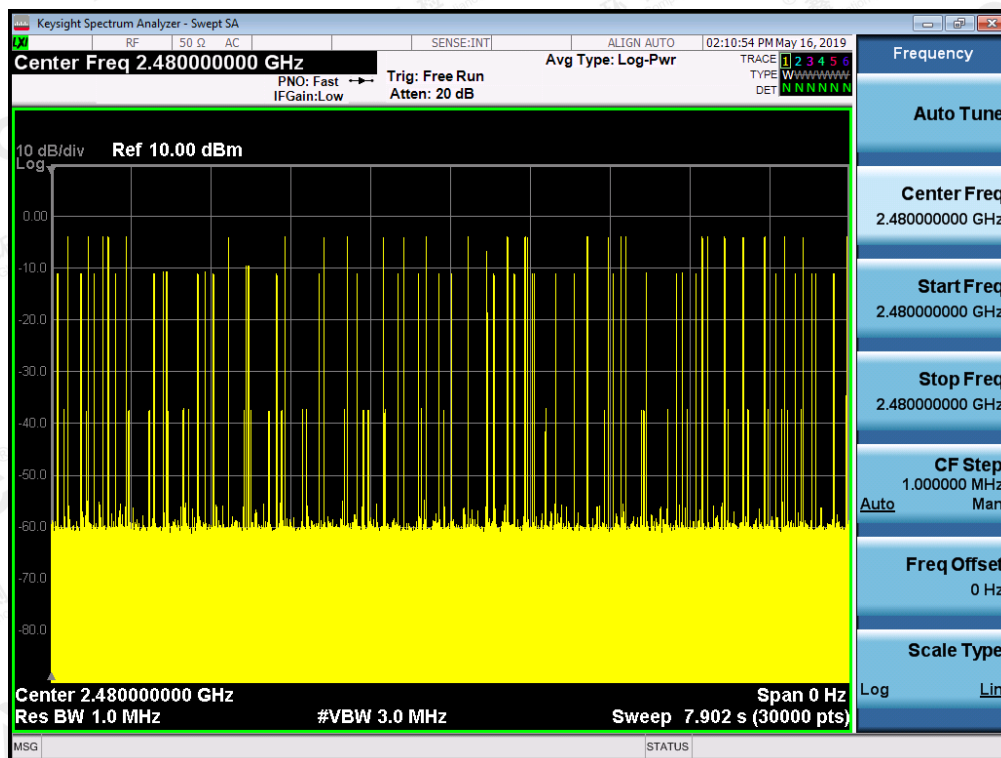 Keysight Spectrum Analyzer - Swept SA
LXI RF 50 Ω AC SENSE:INT ALIGN AUTO 02:10:54 PM May 16, 2019
Center Freq 2.480000000 GHz
PNO: Fast
IFGain:Low
Trig: Free Run
Atten: 20 dB
Avg Type: Log-Pwr
TRACE 1 2 3 4 5 6
TYPE WWWWWW
DET N N N N N N
10 dB/div
Log
Ref 10.00 dBm
0.00
-10.0
-20.0
-30.0
-40.0
-50.0
-60.0
-70.0
-80.0
Center 2.480000000 GHz
Span 0 Hz
Res BW 1.0 MHz
#VBW 3.0 MHz
Sweep 7.902 s (30000 pts)
MSG
STATUS
Frequency
Auto Tune
Center Freq
2.480000000 GHz
Start Freq
2.480000000 GHz
Stop Freq
2.480000000 GHz
CF Step
1.000000 MHz
Auto Man
Freq Offset
0 Hz
Scale Type
Log Lin